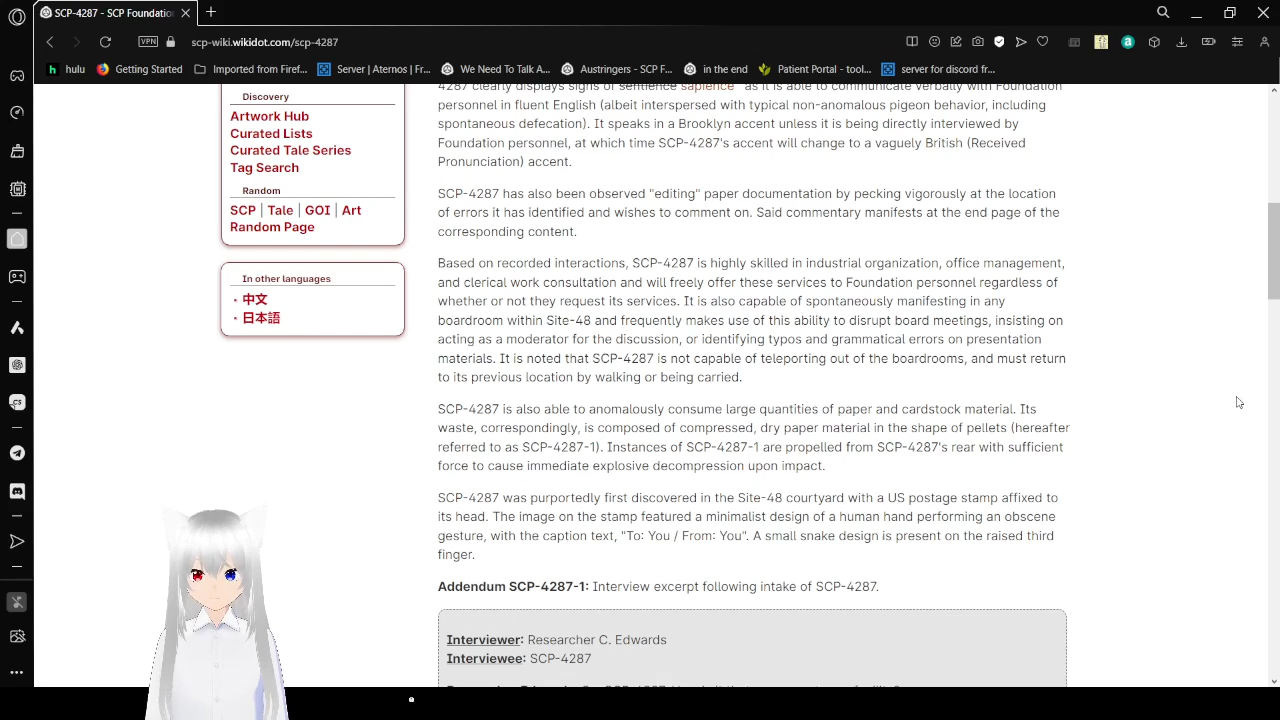 SCP-4287 - SCP Foundatio
scp-wiki.wikidot.com/scp-4287
VPN
hulu
Getting Started
Imported from Firef...
Server | Aternos | Fr...
We Need To Talk A...
Austringers - SCP F...
in the end
Patient Portal - tool...
server for discord fr...
Discovery
Artwork Hub
Curated Lists
Curated Tale Series
Tag Search
Random
SCP | Tale | GOI | Art
Random Page
In other languages
中文
日本語
4287 clearly displays signs of sentience sapience as it is able to communicate verbally with Foundation
personnel in fluent English (albeit interspersed with typical non-anomalous pigeon behavior, including
spontaneous defecation). It speaks in a Brooklyn accent unless it is being directly interviewed by
Foundation personnel, at which time SCP-4287's accent will change to a vaguely British (Received
Pronunciation) accent.
SCP-4287 has also been observed "editing" paper documentation by pecking vigorously at the location
of errors it has identified and wishes to comment on. Said commentary manifests at the end page of the
corresponding content.
Based on recorded interactions, SCP-4287 is highly skilled in industrial organization, office management,
and clerical work consultation and will freely offer these services to Foundation personnel regardless of
whether or not they request its services. It is also capable of spontaneously manifesting in any
boardroom within Site-48 and frequently makes use of this ability to disrupt board meetings, insisting on
acting as a moderator for the discussion, or identifying typos and grammatical errors on presentation
materials. It is noted that SCP-4287 is not capable of teleporting out of the boardrooms, and must return
to its previous location by walking or being carried.
SCP-4287 is also able to anomalously consume large quantities of paper and cardstock material. Its
waste, correspondingly, is composed of compressed, dry paper material in the shape of pellets (hereafter
referred to as SCP-4287-1). Instances of SCP-4287-1 are propelled from SCP-4287's rear with sufficient
force to cause immediate explosive decompression upon impact.
SCP-4287 was purportedly first discovered in the Site-48 courtyard with a US postage stamp affixed to
its head. The image on the stamp featured a minimalist design of a human hand performing an obscene
gesture, with the caption text, "To: You / From: You". A small snake design is present on the raised third
finger.
Addendum SCP-4287-1: Interview excerpt following intake of SCP-4287.
Interviewer: Researcher C. Edwards
Interviewee: SCP-4287